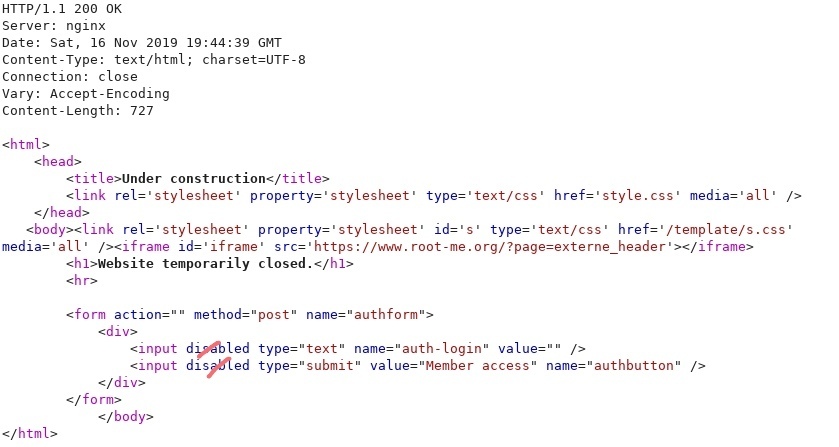 HTTP/1.1 200 OK
Server: nginx
Date: Sat, 16 Nov 2019 19:44:39 GMT
Content-Type: text/html; charset=UTF-8
Connection: close
Vary: Accept-Encoding
Content-Length: 727
<html>
<head>
<title>Under construction</title>
<link rel='stylesheet' property='stylesheet' type='text/css' href='style.css' media='all' />
</head>
<body><link rel='stylesheet' property='stylesheet' id='s' type='text/css' href='/template/s.css'
media='all' /><iframe id='iframe' src='https://www.root-me.org/?page=externe_header'></iframe>
<h1>Website temporarily closed.</h1>
<hr>
<form action="" method="post" name="authform">
<div>
<input disabled type="text" name="auth-login" value="" />
<input disabled type="submit" value="Member access" name="authbutton" />
</div>
</form>
</body>
</html>